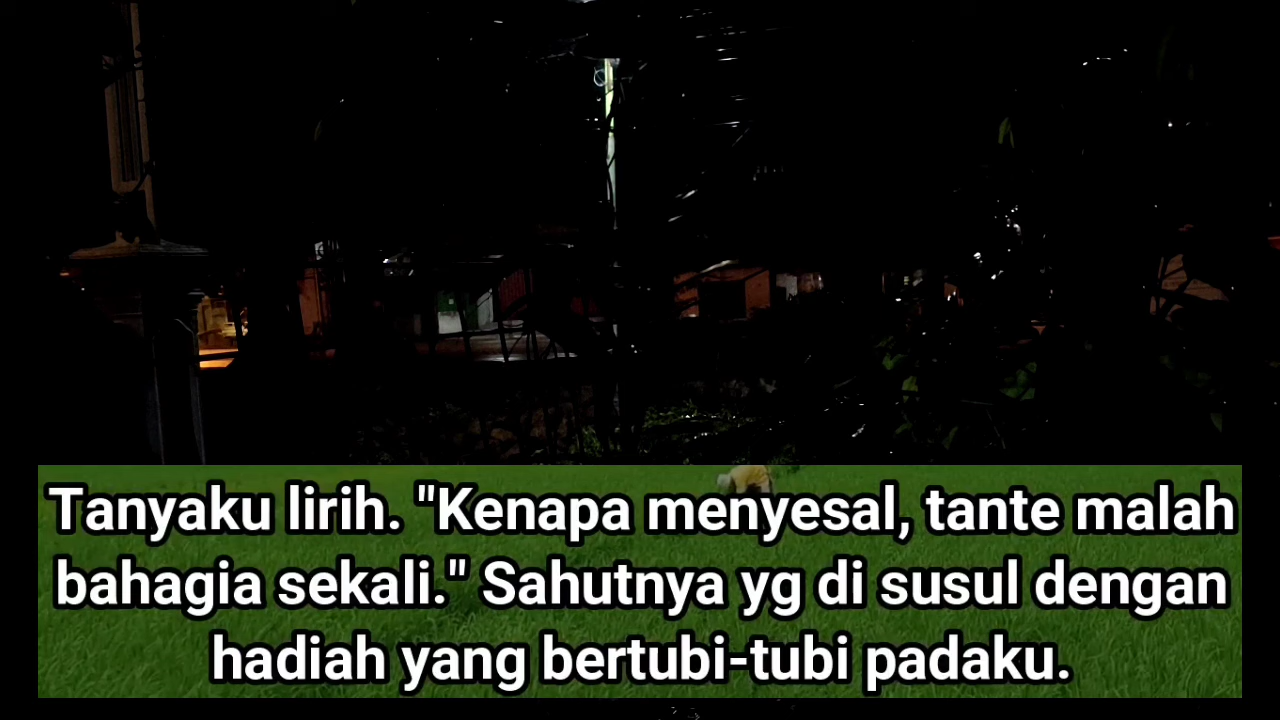 Tanyaku lirih. "Kenapa menyesal, tante malah
bahagia sekali." Sahutnya yg di susul dengan
hadiah yang bertubi-tubi padaku.